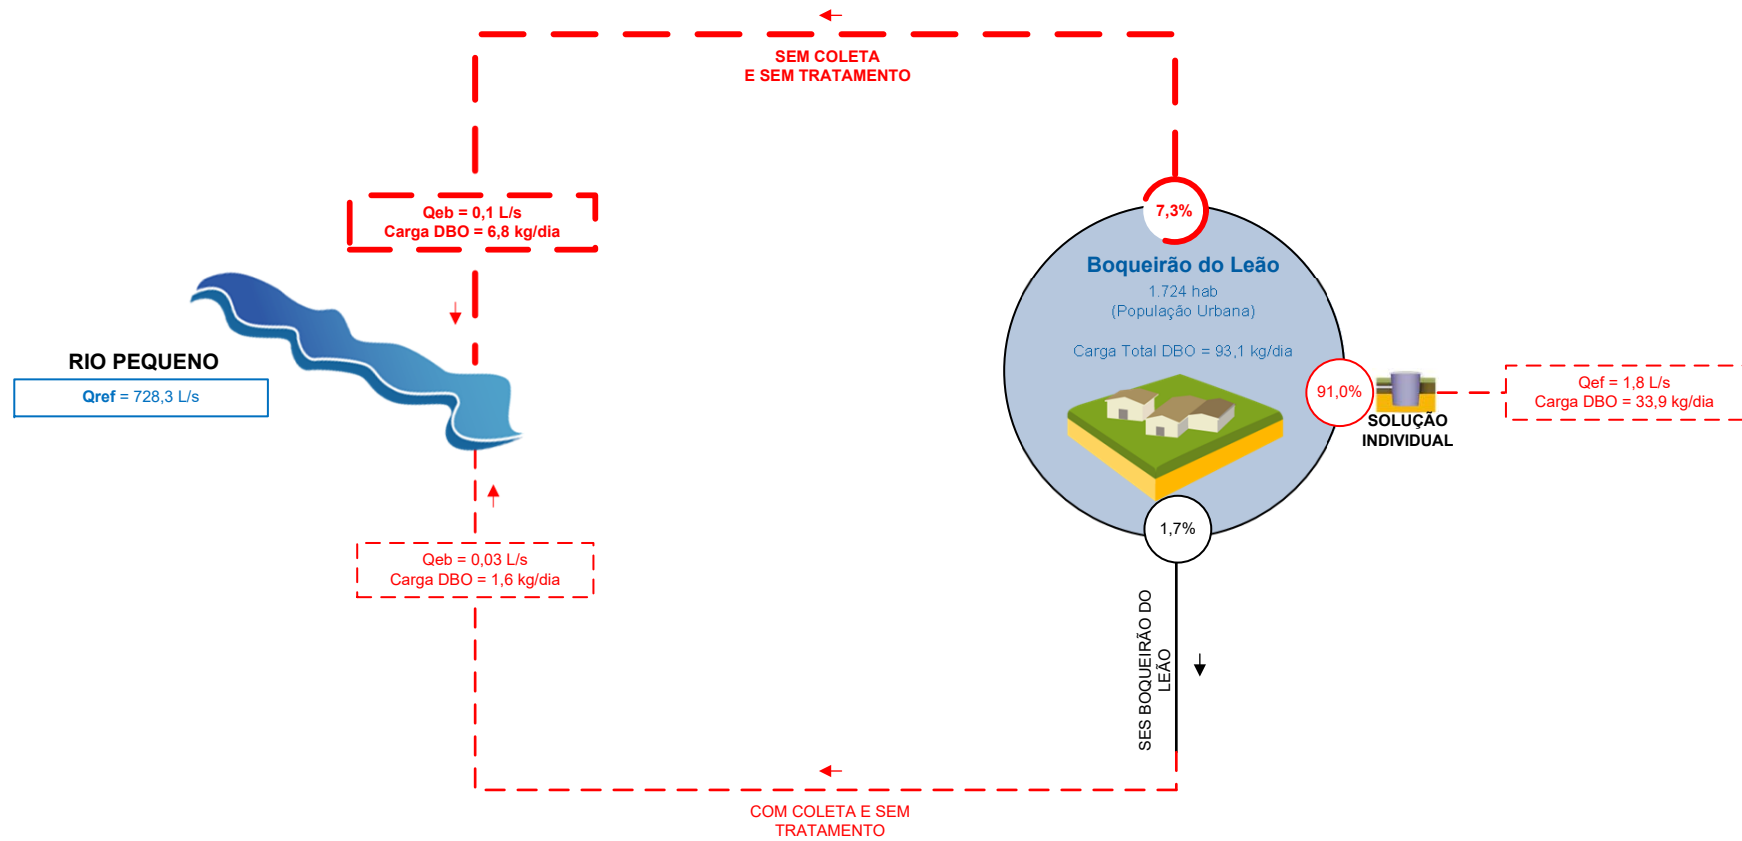 SEM COLETA
E SEM TRATAMENTO
7,3%
Qeb = 0,1 L/s
Carga DBO = 6,8 kg/dia
Boqueirão do Leão
1.724 hab
(População Urbana)
Carga Total DBO = 93,1 kg/dia
RIO PEQUENO
Qref = 728,3 L/s
91,0%
SOLUÇÃO
INDIVIDUAL
Qef = 1,8 L/s
Carga DBO = 33,9 kg/dia
1,7%
Qeb = 0,03 L/s
Carga DBO = 1,6 kg/dia
SES BOQUEIRÃO DO
LEÃO
COM COLETA E SEM
TRATAMENTO